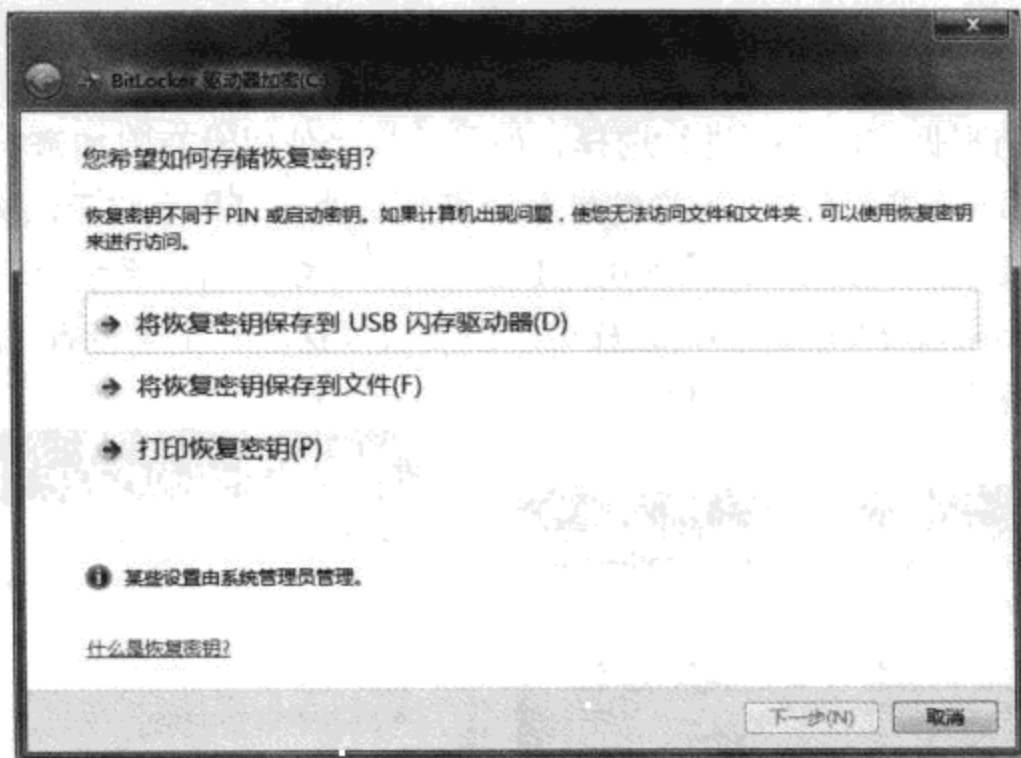 BitLocker 驱动器加密(C:)
您希望如何存储恢复密钥?
恢复密钥不同于 PIN 或启动密钥。如果计算机出现问题，使您无法访问文件和文件夹，可以使用恢复密钥
来进行访问。
将恢复密钥保存到 USB 闪存驱动器(D)
将恢复密钥保存到文件(F)
打印恢复密钥(P)
某些设置由系统管理员管理。
什么是恢复密钥?
下一步(N)
取消